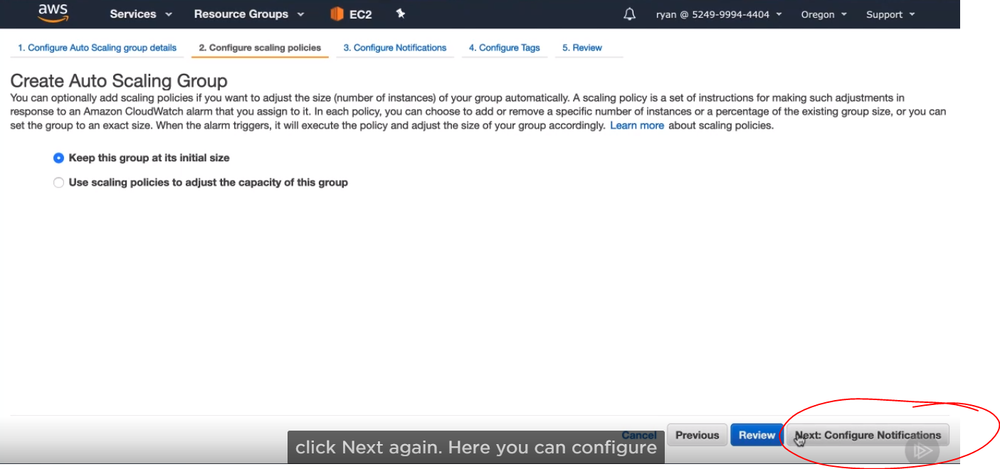 aws Services Resource Groups EC2 ryan @ 5249-9994-4404 Oregon Support
1. Configure Auto Scaling group details 2. Configure scaling policies 3. Configure Notifications 4. Configure Tags 5. Review
Create Auto Scaling Group
You can optionally add scaling policies if you want to adjust the size (number of instances) of your group automatically. A scaling policy is a set of instructions for making such adjustments in
response to an Amazon CloudWatch alarm that you assign to it. In each policy, you can choose to add or remove a specific number of instances or a percentage of the existing group size, or you can
set the group to an exact size. When the alarm triggers, it will execute the policy and adjust the size of your group accordingly. Learn more about scaling policies.
Keep this group at its initial size
Use scaling policies to adjust the capacity of this group
Cancel Previous Review Next: Configure Notifications
click Next again. Here you can configure